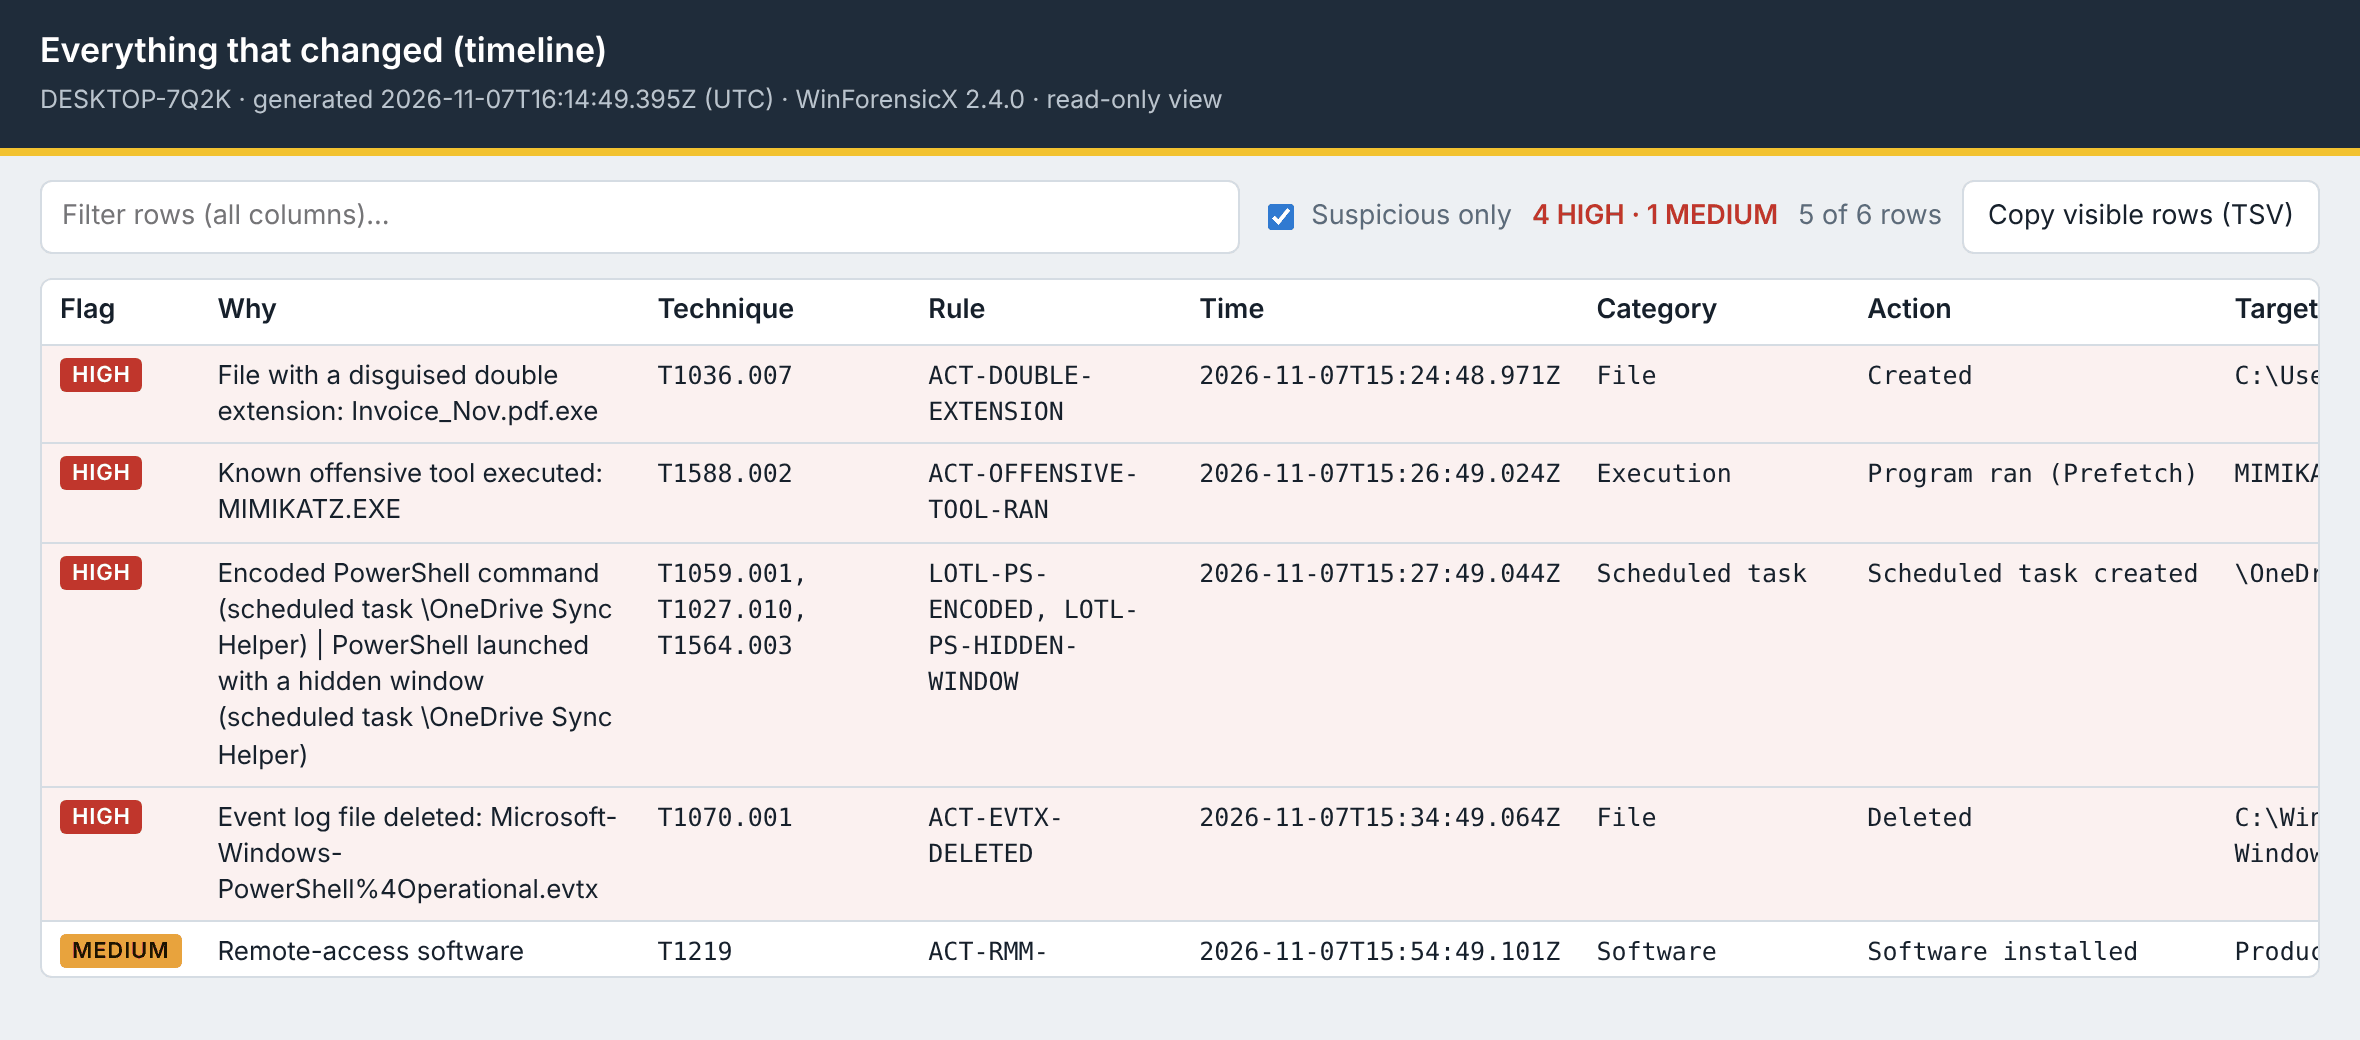 Everything that changed (timeline)
DESKTOP-7Q2K · generated 2026-11-07T16:14:49.395Z (UTC) · WinForensicX 2.4.0 · read-only view
Filter rows (all columns)...
Suspicious only 4 HIGH · 1 MEDIUM 5 of 6 rows Copy visible rows (TSV)
Flag Why Technique Rule Time Category Action Target
HIGH File with a disguised double T1036.007 ACT-DOUBLE- 2026-11-07T15:24:48.971Z File Created C:\Use
extension: Invoice_Nov.pdf.exe EXTENSION
HIGH Known offensive tool executed: T1588.002 ACT-OFFENSIVE- 2026-11-07T15:26:49.024Z Execution Program ran (Prefetch) MIMIKA
MIMIKATZ.EXE TOOL-RAN
HIGH Encoded PowerShell command T1059.001, LOTL-PS- 2026-11-07T15:27:49.044Z Scheduled task Scheduled task created \OneDr
(scheduled task \OneDrive Sync T1027.010, ENCODED, LOTL-
Helper) | PowerShell launched T1564.003 PS-HIDDEN-
with a hidden window WINDOW
(scheduled task \OneDrive Sync
Helper)
HIGH Event log file deleted: Microsoft- T1070.001 ACT-EVTX- 2026-11-07T15:34:49.064Z File Deleted C:\Win
Windows- DELETED Window
PowerShell%4Operational.evtx
MEDIUM Remote-access software T1219 ACT-RMM- 2026-11-07T15:54:49.101Z Software Software installed Produc